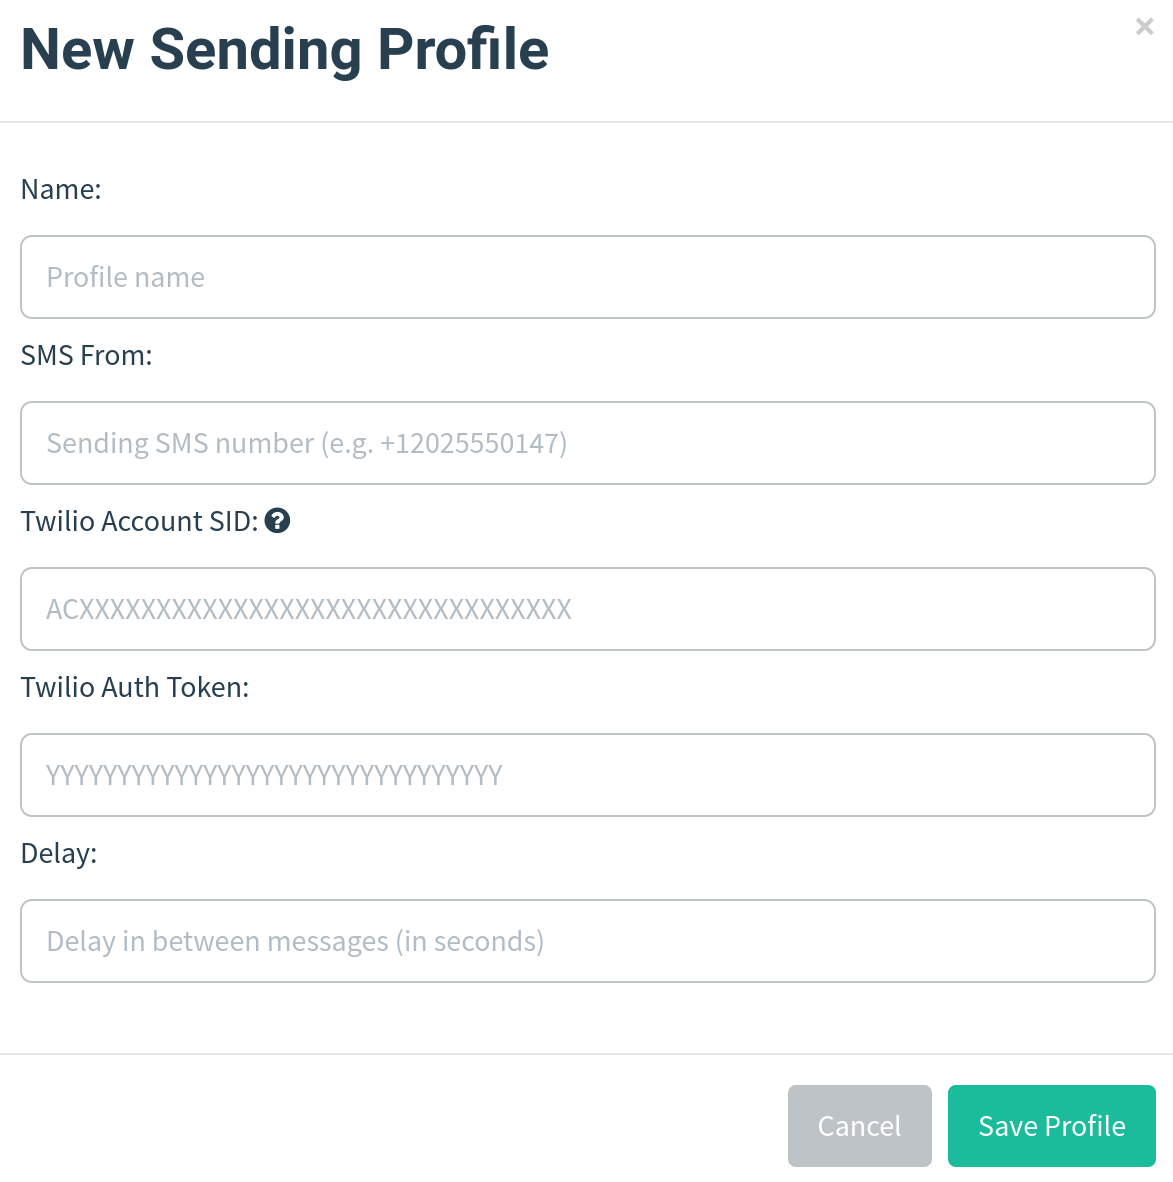 New Sending Profile
×
Name:
Profile name
SMS From:
Sending SMS number (e.g. +12025550147)
Twilio Account SID: ?
ACXXXXXXXXXXXXXXXXXXXXXXXXXXXXXXXX
Twilio Auth Token:
YYYYYYYYYYYYYYYYYYYYYYYYYYYYYYYY
Delay:
Delay in between messages (in seconds)
Cancel
Save Profile